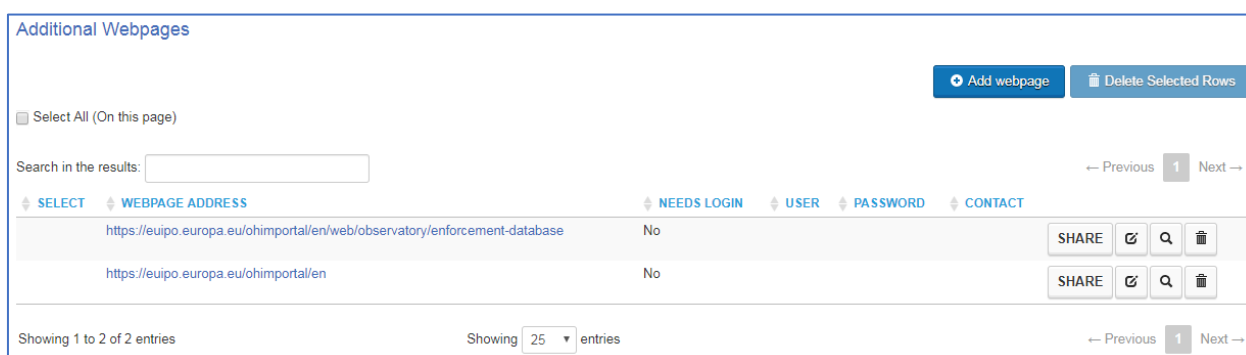 Additional Webpages
Add webpage Delete Selected Rows
Select All (On this page)
Search in the results: ← Previous 1 Next →
SELECT WEBPAGE ADDRESS NEEDS LOGIN USER PASSWORD CONTACT
https://euipo.europa.eu/ohimportal/en/web/observatory/enforcement-database No SHARE
https://euipo.europa.eu/ohimportal/en No SHARE
Showing 1 to 2 of 2 entries Showing 25 entries ← Previous 1 Next →